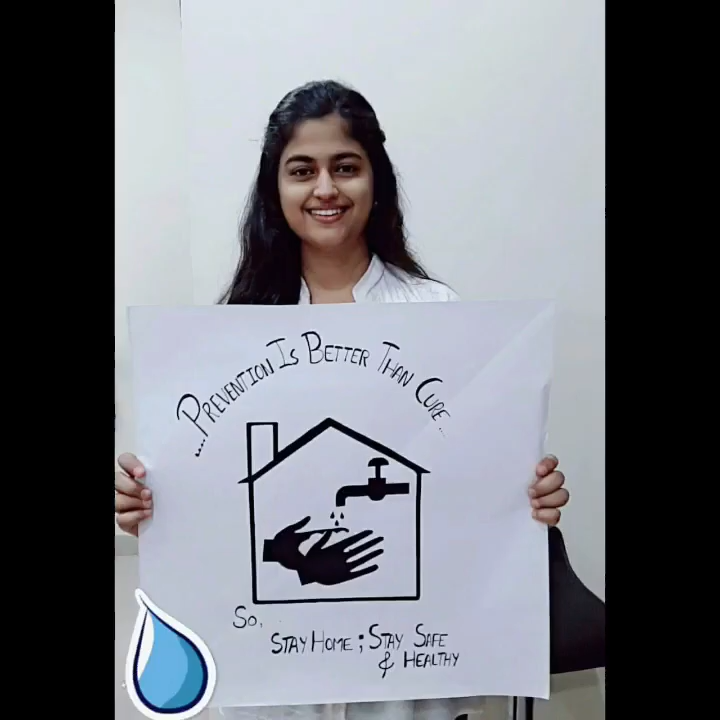 .....PREVENTION IS BETTER THAN CURE...
So,
STAY HOME ; STAY SAFE
& HEALTHY